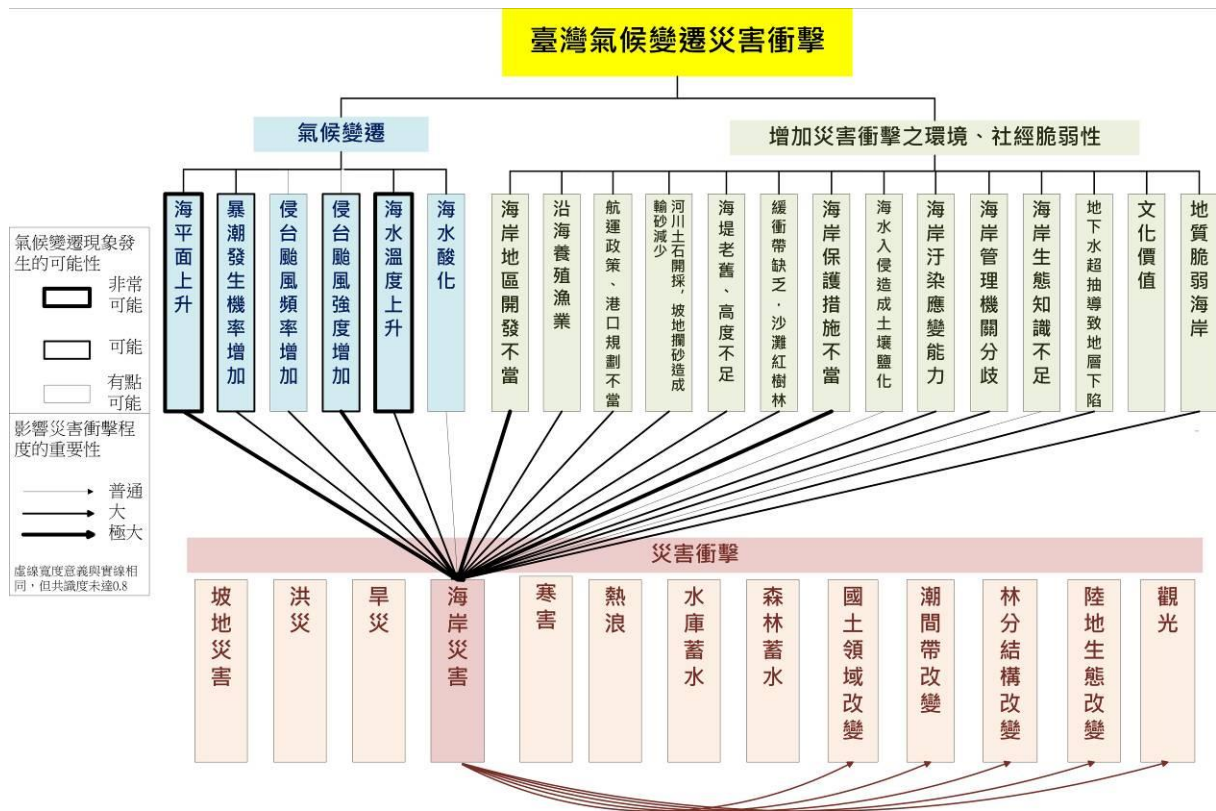 臺灣氣候變遷災害衝擊
氣候變遷
增加災害衝擊之環境、社經脆弱性
海平面上升
暴潮發生機率增加
侵台颱風頻率增加
侵台颱風強度增加
海水溫度上升
海水酸化
海岸地區開發不當
沿海養殖漁業
航運政策、港口規劃不當
河川土石開採，坡地攔砂造成
輸砂減少
海堤老舊、高度不足
緩衝帶缺乏．沙灘紅樹林
海岸保護措施不當
海水入侵造成土壤鹽化
海岸汙染應變能力
海岸管理機關分歧
海岸生態知識不足
地下水超抽導致地層下陷
文化價值
地質脆弱海岸
氣候變遷現象發
生的可能性
非常
可能
可能
有點
可能
影響災害衝擊程
度的重要性
普通
大
極大
虛線寬度意義與實線相
同，但共識度未達0.8
災害衝擊
坡地災害
洪災
旱災
海岸災害
寒害
熱浪
水庫蓄水
森林蓄水
國土領域改變
潮間帶改變
林分結構改變
陸地生態改變
觀光